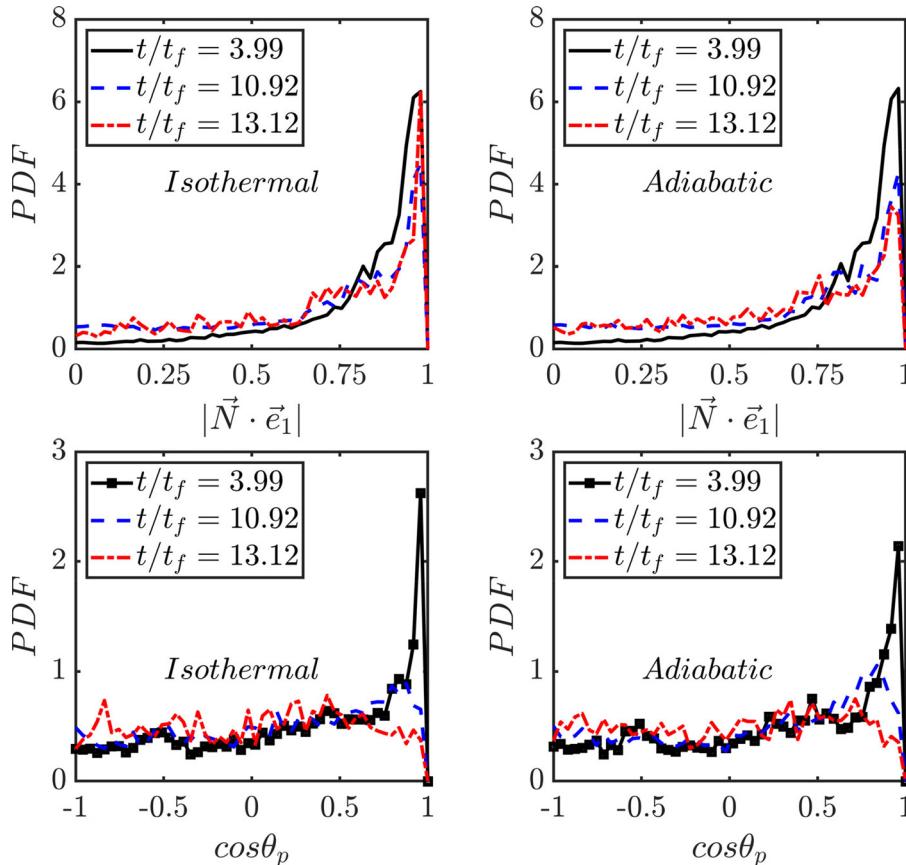 8
6
4
2
0
PDF
t/t_f = 3.99
t/t_f = 10.92
t/t_f = 13.12
Isothermal
0 0.25 0.5 0.75 1
|N⃗ · e⃗₁|
8
6
4
2
0
PDF
t/t_f = 3.99
t/t_f = 10.92
t/t_f = 13.12
Adiabatic
0 0.25 0.5 0.75 1
|N⃗ · e⃗₁|
3
2
1
0
PDF
t/t_f = 3.99
t/t_f = 10.92
t/t_f = 13.12
Isothermal
-1 -0.5 0 0.5 1
cosθ_p
3
2
1
0
PDF
t/t_f = 3.99
t/t_f = 10.92
t/t_f = 13.12
Adiabatic
-1 -0.5 0 0.5 1
cosθ_p